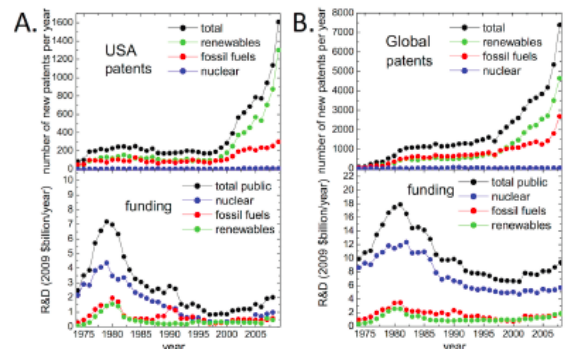 A.
number of new patents per year
1600
1400
1200
1000
800
600
400
200
0
USA
patents
total
renewables
fossil fuels
nuclear
R&D (2009 $billion/year)
10
9
8
7
6
5
4
3
2
1
0
funding
total public
nuclear
fossil fuels
renewables
1975 1980 1985 1990 1995 2000 2005
year
B.
number of new patents per year
8000
7000
6000
5000
4000
3000
2000
1000
0
Global
patents
total
renewables
fossil fuels
nuclear
R&D (2009 $billion/year)
22
20
18
16
14
12
10
8
6
4
2
0
funding
total public
nuclear
fossil fuels
renewables
1975 1980 1985 1990 1995 2000 2005
year